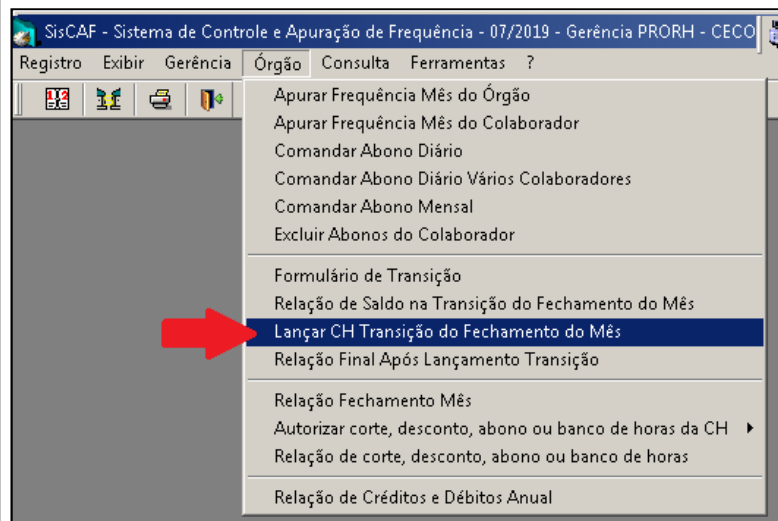 SisCAF - Sistema de Controle e Apuração de Frequência - 07/2019 - Gerência PRORH - CECO
Registro Exibir Gerência Órgão Consulta Ferramentas ?
Apurar Frequência Mês do Órgão
Apurar Frequência Mês do Colaborador
Comandar Abono Diário
Comandar Abono Diário Vários Colaboradores
Comandar Abono Mensal
Excluir Abonos do Colaborador
Formulário de Transição
Relação de Saldo na Transição do Fechamento do Mês
Lançar CH Transição do Fechamento do Mês
Relação Final Após Lançamento Transição
Relação Fechamento Mês
Autorizar corte, desconto, abono ou banco de horas da CH
Relação de corte, desconto, abono ou banco de horas
Relação de Créditos e Débitos Anual